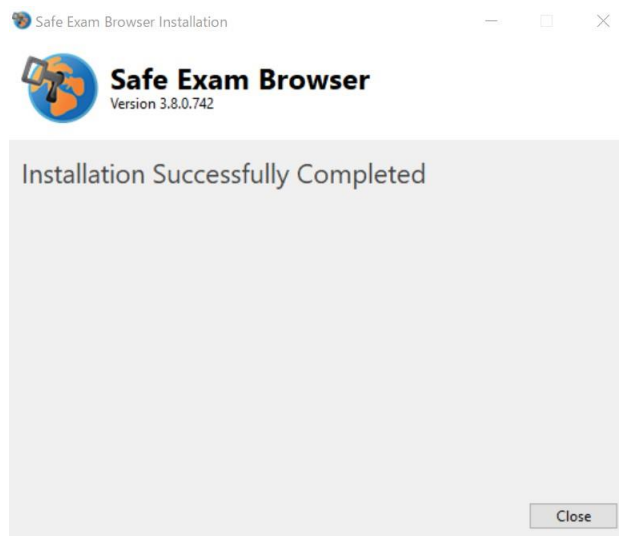 Safe Exam Browser Installation
Safe Exam Browser
Version 3.8.0.742
Installation Successfully Completed
Close